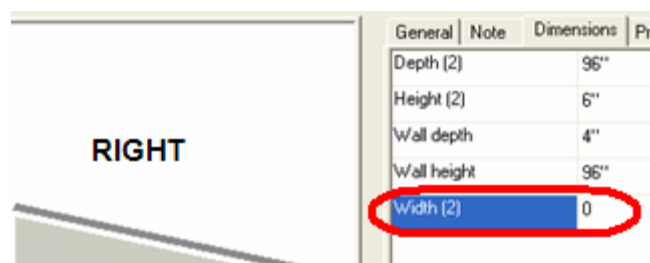 General Note Dimensions
Depth (2) 96"
Height (2) 6"
Wall depth 4"
Wall height 96"
Width (2) 0
RIGHT